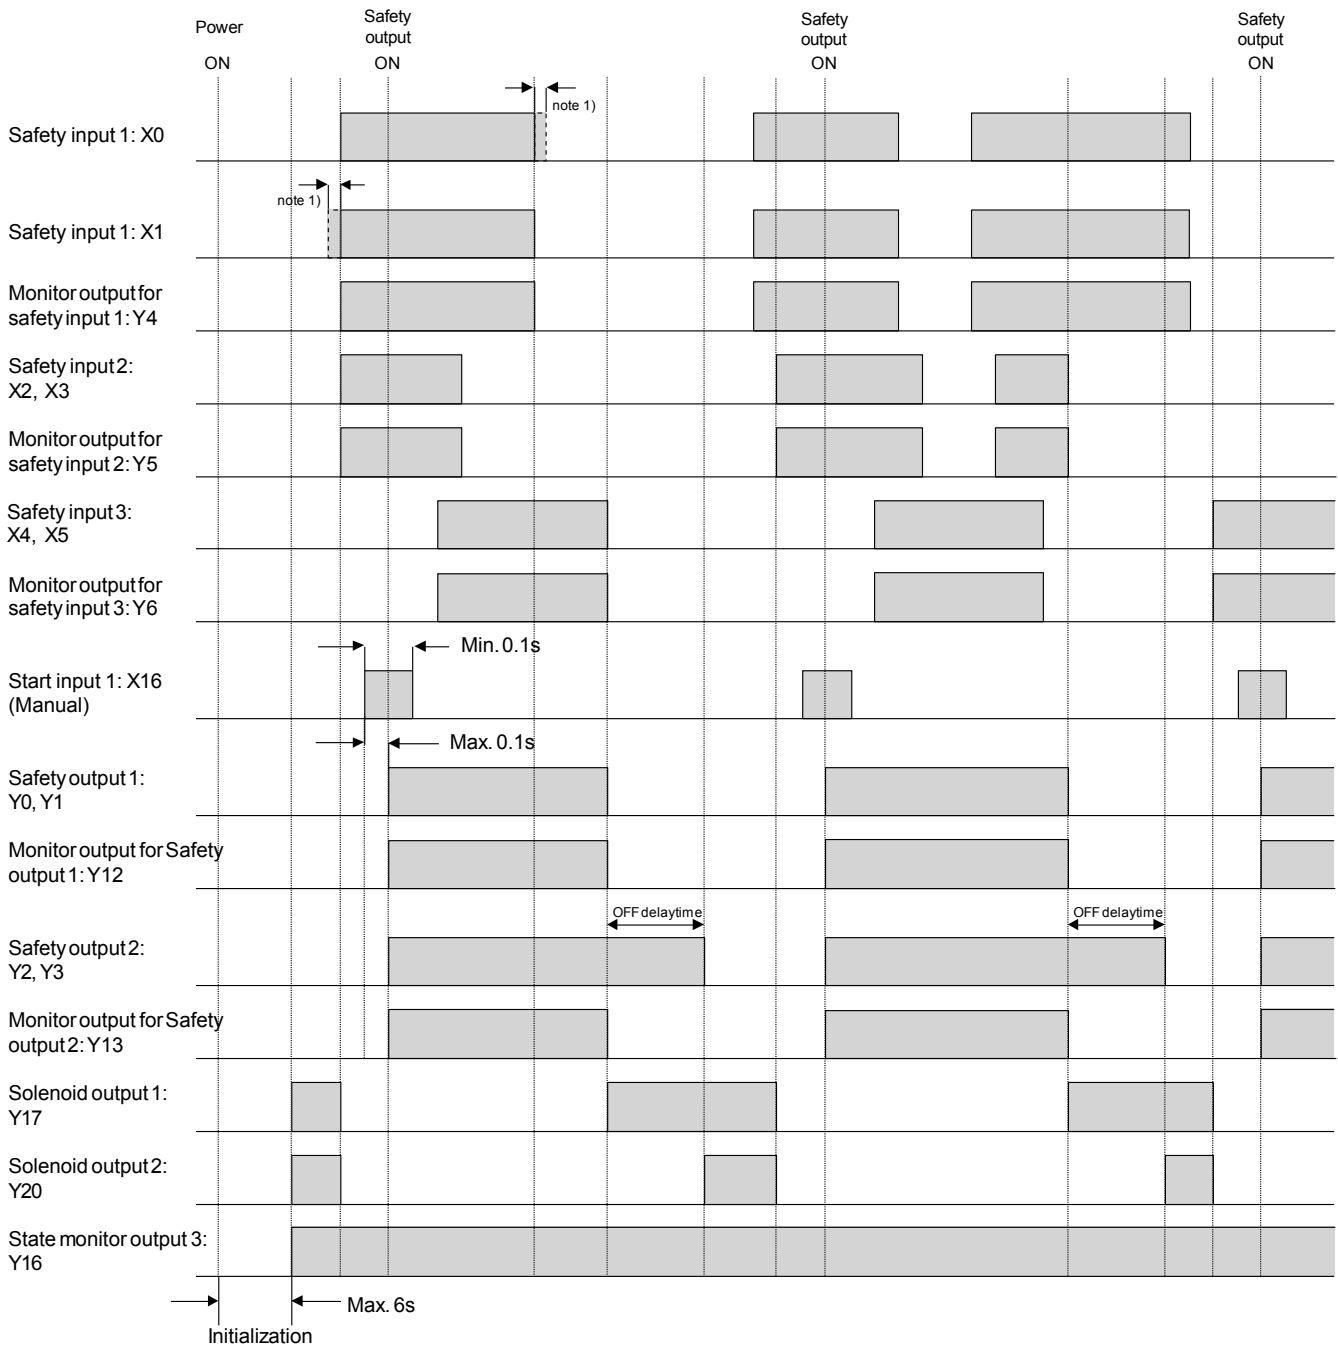 Power
Safety
output
Safety
output
Safety
output
ON
ON
ON
ON
note 1)
Safety input 1: X0
note 1)
Safety input 1: X1
Monitor output for
safety input 1: Y4
Safety input 2:
X2, X3
Monitor output for
safety input 2: Y5
Safety input 3:
X4, X5
Monitor output for
safety input 3: Y6
Min. 0.1s
Start input 1: X16
(Manual)
Max. 0.1s
Safety output 1:
Y0, Y1
Monitor output for Safety
output 1: Y12
OFF delay time
OFF delay time
Safety output 2:
Y2, Y3
Monitor output for Safety
output 2: Y13
Solenoid output 1:
Y17
Solenoid output 2:
Y20
State monitor output 3:
Y16
Max. 6s
Initialization